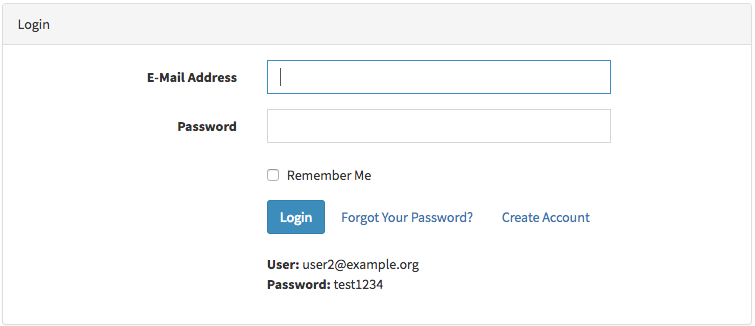 Login
E-Mail Address
Password
Remember Me
Login Forgot Your Password? Create Account
User: user2@example.org
Password: test1234